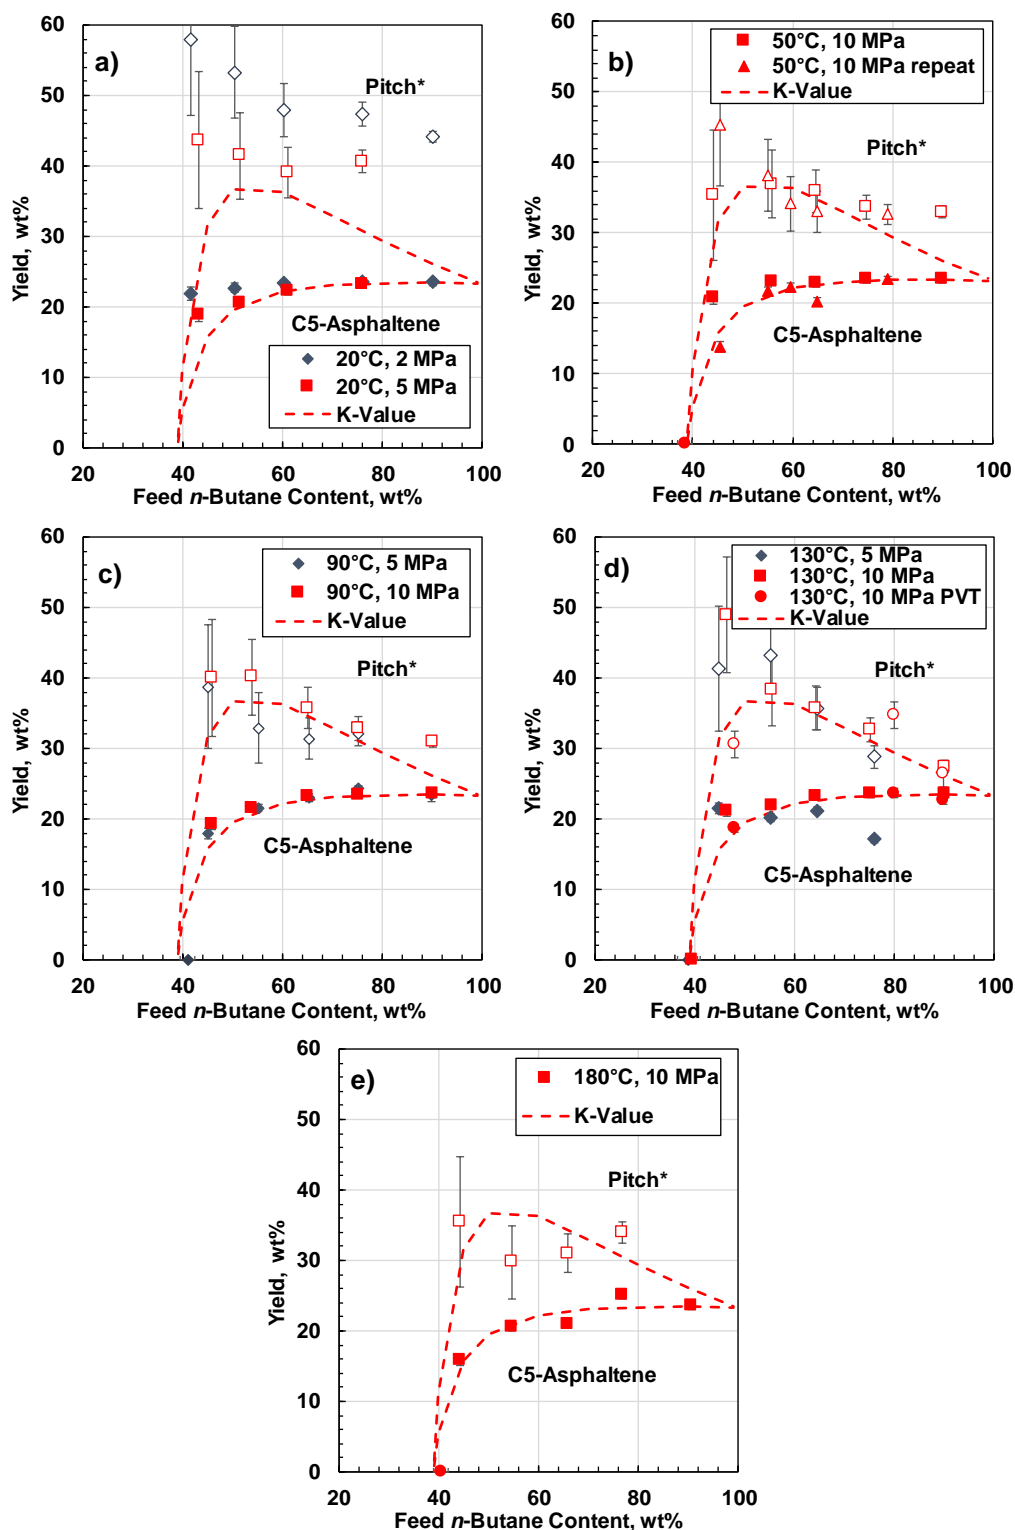 60
50
40
30
20
10
0
Yield, wt%
a)
Pitch*
C5-Asphaltene
20°C, 2 MPa
20°C, 5 MPa
K-Value
20 40 60 80 100
Feed n-Butane Content, wt%
60
50
40
30
20
10
0
Yield, wt%
b)
50°C, 10 MPa
50°C, 10 MPa repeat
K-Value
Pitch*
C5-Asphaltene
20 40 60 80 100
Feed n-Butane Content, wt%
60
50
40
30
20
10
0
Yield, wt%
c)
90°C, 5 MPa
90°C, 10 MPa
K-Value
Pitch*
C5-Asphaltene
20 40 60 80 100
Feed n-Butane Content, wt%
60
50
40
30
20
10
0
Yield, wt%
d)
130°C, 5 MPa
130°C, 10 MPa
130°C, 10 MPa PVT
K-Value
Pitch*
C5-Asphaltene
20 40 60 80 100
Feed n-Butane Content, wt%
60
50
40
30
20
10
0
Yield, wt%
e)
180°C, 10 MPa
K-Value
Pitch*
C5-Asphaltene
20 40 60 80 100
Feed n-Butane Content, wt%